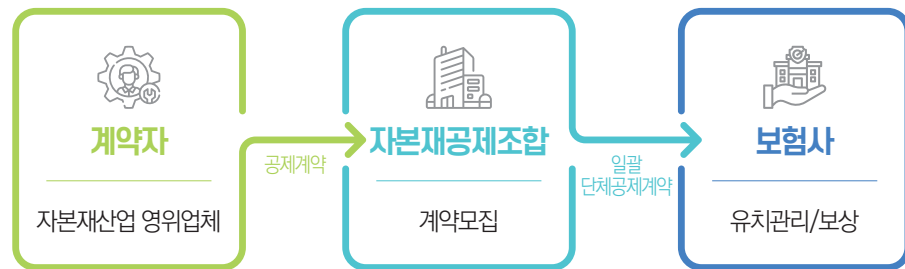 계약자
자본재산업 영위업체
공제계약
자본재공제조합
계약모집
일괄
단체공제계약
보험사
유치관리/보상